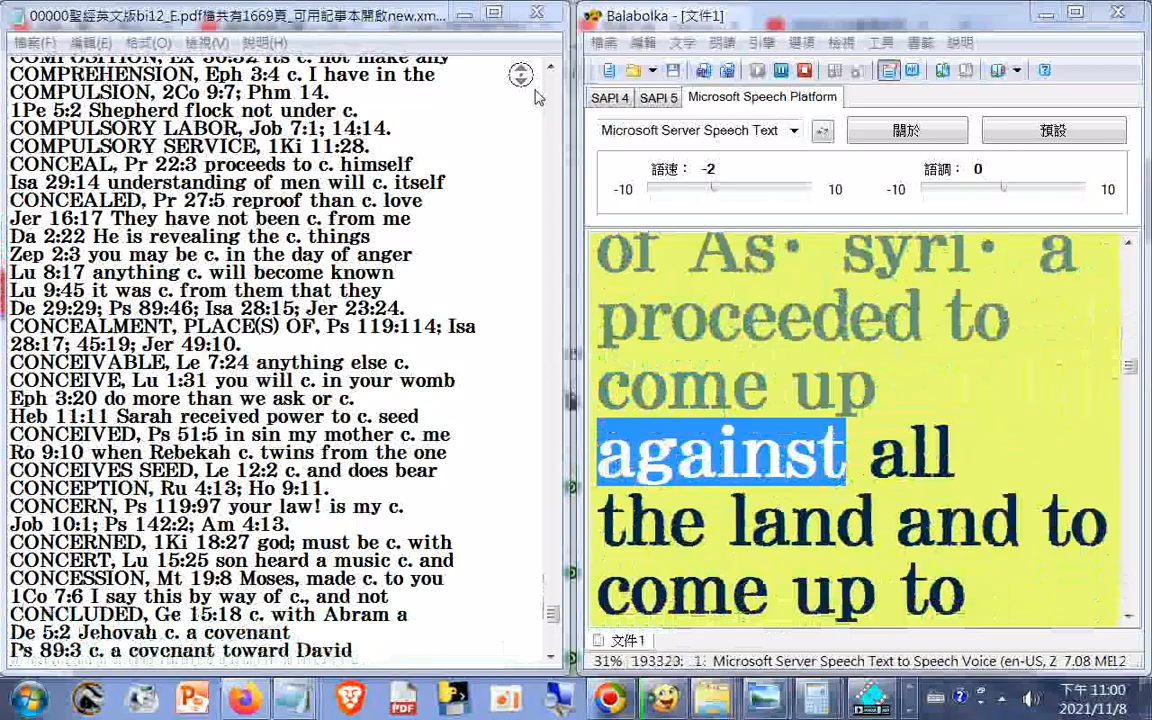 00000聖經英文版bi12_E.pdf檔共有1669頁_可用記事本開啟new.xm...
檔案(F) 編輯(E) 格式(O) 檢視(V) 說明(H)
COMPOSITION, Ex 30:32 its c. not make any
COMPREHENSION, Eph 3:4 c. I have in the
COMPULSION, 2Co 9:7; Phm 14.
1Pe 5:2 Shepherd flock not under c.
COMPULSORY LABOR, Job 7:1; 14:14.
COMPULSORY SERVICE, 1Ki 11:28.
CONCEAL, Pr 22:3 proceeds to c. himself
Isa 29:14 understanding of men will c. itself
CONCEALED, Pr 27:5 reproof than c. love
Jer 16:17 They have not been c. from me
Da 2:22 He is revealing the c. things
Zep 2:3 you may be c. in the day of anger
Lu 8:17 anything c. will become known
Lu 9:45 it was c. from them that they
De 29:29; Ps 89:46; Isa 28:15; Jer 23:24.
CONCEALMENT, PLACE(S) OF, Ps 119:114; Isa
28:17; 45:19; Jer 49:10.
CONCEIVABLE, Le 7:24 anything else c.
CONCEIVE, Lu 1:31 you will c. in your womb
Eph 3:20 do more than we ask or c.
Heb 11:11 Sarah received power to c. seed
CONCEIVED, Ps 51:5 in sin my mother c. me
Ro 9:10 when Rebekah c. twins from the one
CONCEIVES SEED, Le 12:2 c. and does bear
CONCEPTION, Ru 4:13; Ho 9:11.
CONCERN, Ps 119:97 your law! is my c.
Job 10:1; Ps 142:2; Am 4:13.
CONCERNED, 1Ki 18:27 god; must be c. with
CONCERT, Lu 15:25 son heard a music c. and
CONCESSION, Mt 19:8 Moses, made c. to you
1Co 7:6 I say this by way of c., and not
CONCLUDED, Ge 15:18 c. with Abram a
De 5:2 Jehovah c. a covenant
Ps 89:3 c. a covenant toward David
Balabolka - [文件1]
檔案 編輯 文字 朗讀 引擎 選項 檢視 工具 書籤 說明
SAPI 4 SAPI 5 Microsoft Speech Platform
Microsoft Server Speech Text 關於 預設
語速： -2 語調： 0
-10 10 -10 10
of As· syri· a
proceeded to
come up
against all
the land and to
come up to
文件1
31% Microsoft Server Speech Text to Speech Voice (en-US, Z 7.08 MB
PDF
下午 11:00
2021/11/8